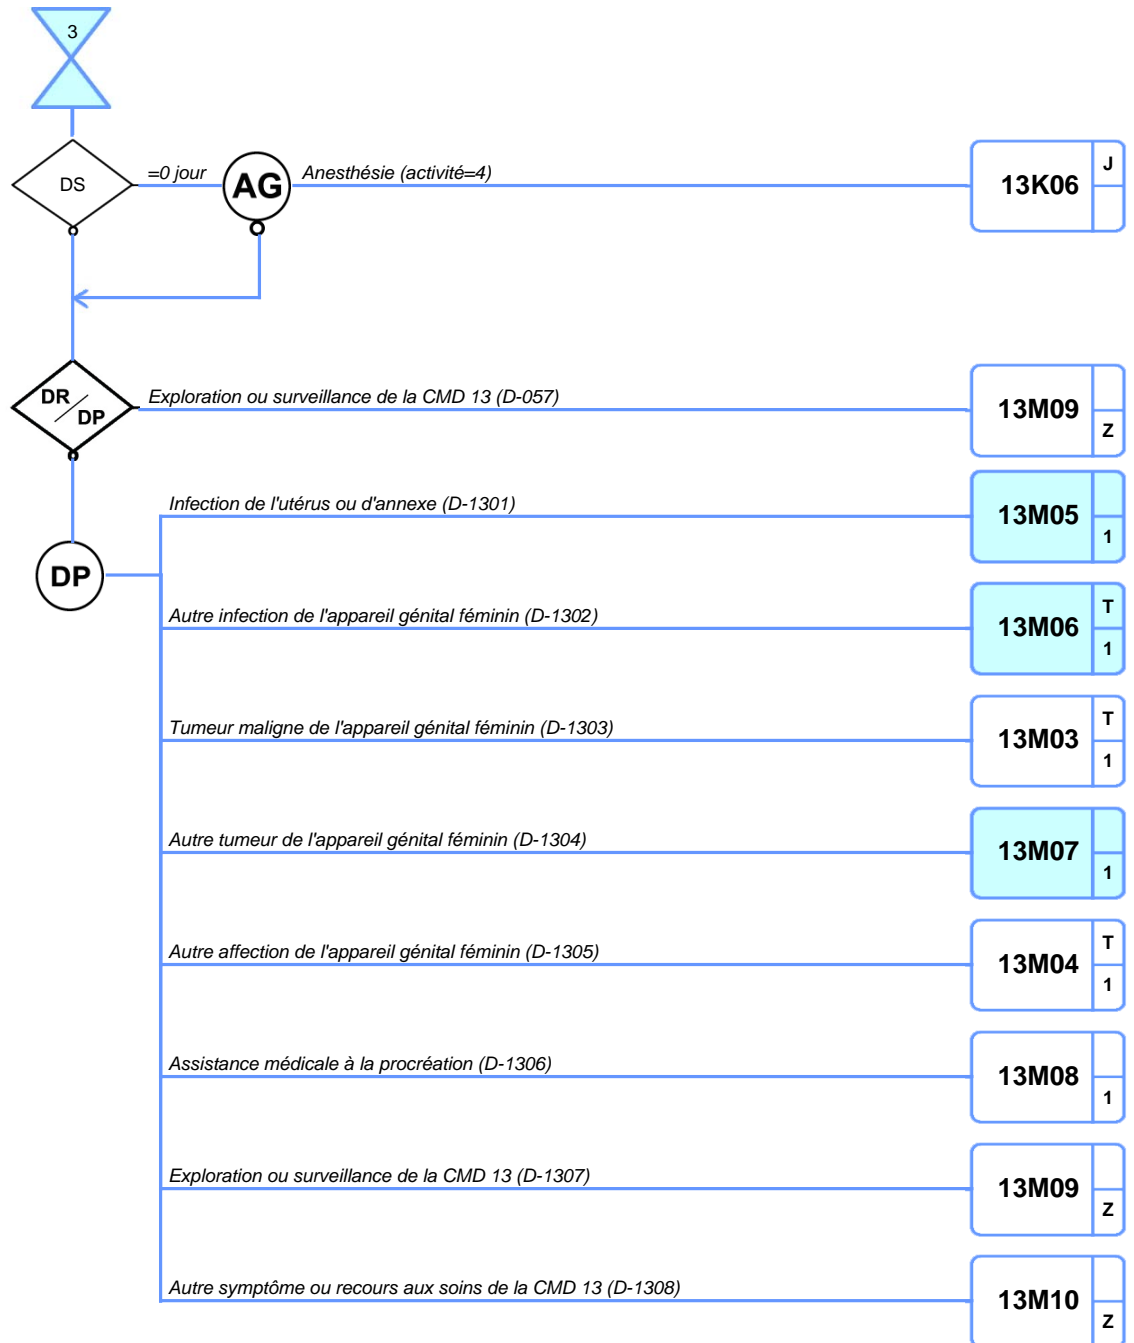 3
DS
=0 jour
AG
Anesthésie (activité=4)
13K06
J
DR
DP
Exploration ou surveillance de la CMD 13 (D-057)
13M09
Z
DP
Infection de l'utérus ou d'annexe (D-1301)
13M05
1
Autre infection de l'appareil génital féminin (D-1302)
13M06
T
1
Tumeur maligne de l'appareil génital féminin (D-1303)
13M03
T
1
Autre tumeur de l'appareil génital féminin (D-1304)
13M07
1
Autre affection de l'appareil génital féminin (D-1305)
13M04
T
1
Assistance médicale à la procréation (D-1306)
13M08
1
Exploration ou surveillance de la CMD 13 (D-1307)
13M09
Z
Autre symptôme ou recours aux soins de la CMD 13 (D-1308)
13M10
Z